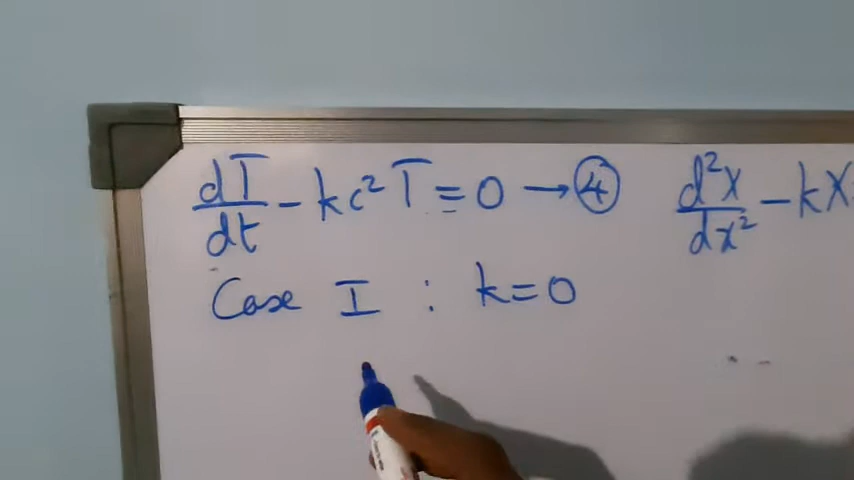 dT/dt - kc²T = 0 → ④ d²X/dx² - kX
Case I : k = 0